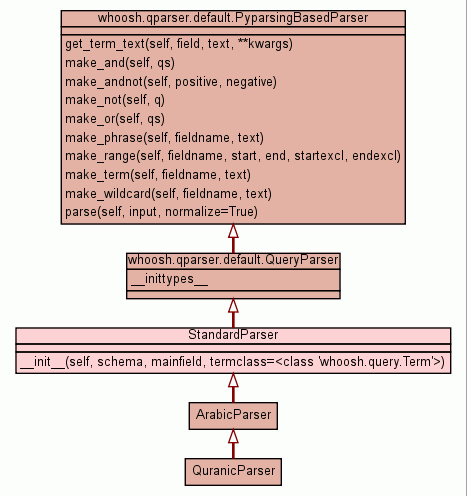 whoosh.qparser.default.PyparsingBasedParser
get_term_text(self, field, text, **kwargs)
make_and(self, qs)
make_andnot(self, positive, negative)
make_not(self, q)
make_or(self, qs)
make_phrase(self, fieldname, text)
make_range(self, fieldname, start, end, startexcl, endexcl)
make_term(self, fieldname, text)
make_wildcard(self, fieldname, text)
parse(self, input, normalize=True)
whoosh.qparser.default.QueryParser
__inittypes__
StandardParser
__init__(self, schema, mainfield, termclass=<class 'whoosh.query.Term'>)
ArabicParser
QuranicParser